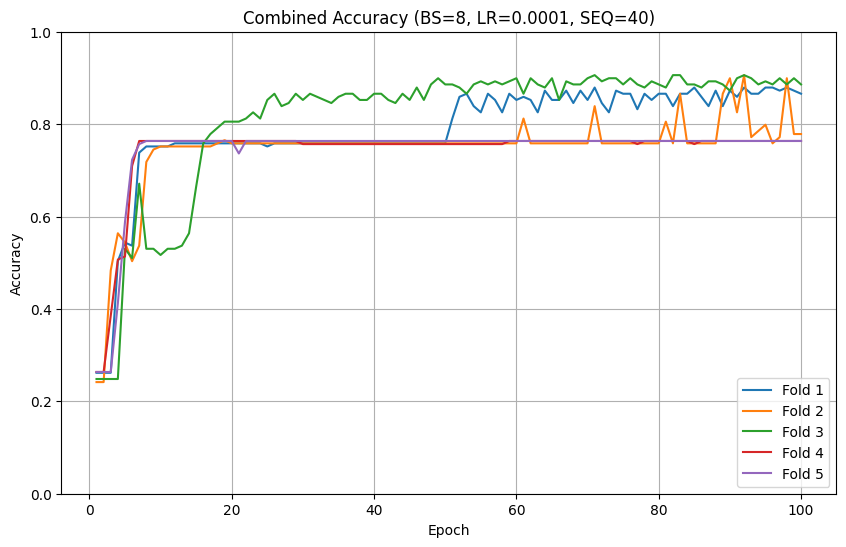 Combined Accuracy (BS=8, LR=0.0001, SEQ=40)
1.0
0.8
0.6
0.4
0.2
0.0
Accuracy
0 20 40 60 80 100
Epoch
Fold 1
Fold 2
Fold 3
Fold 4
Fold 5